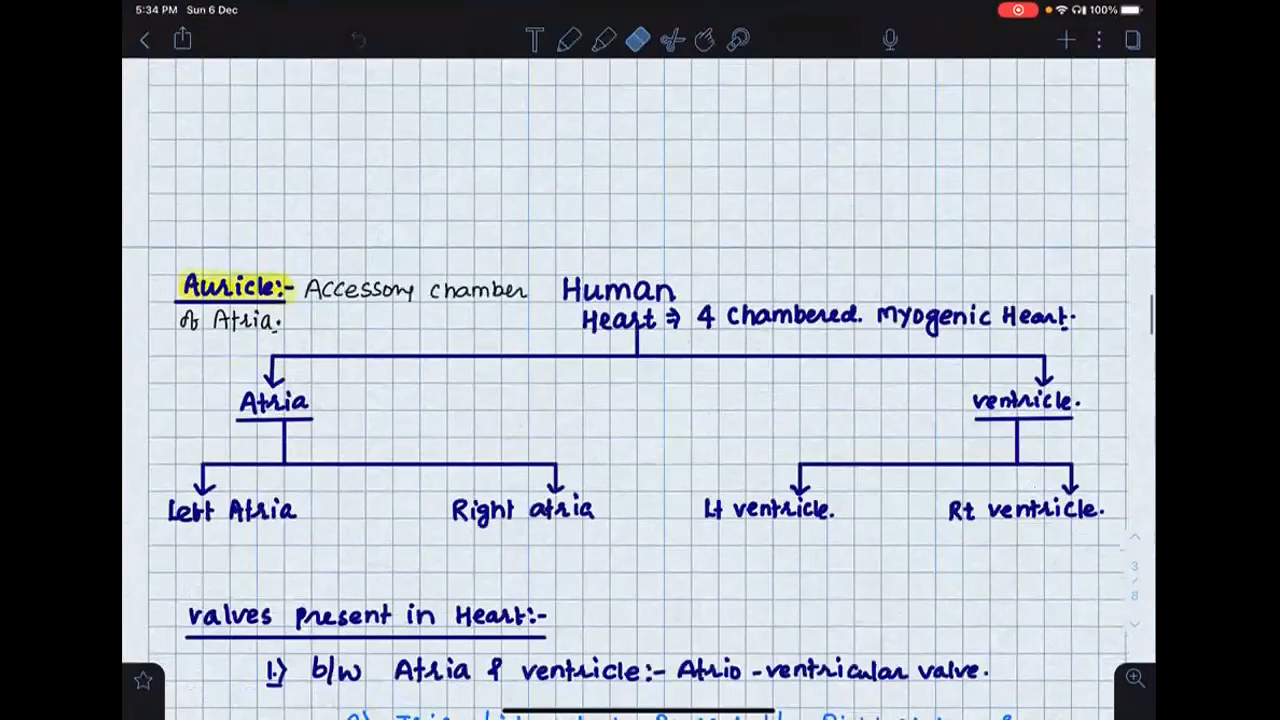 5:34 PM Sun 6 Dec
100%
Auricle:- Accessory chamber
of Atria.
Human
Heart ⇒ 4 chambered. Myogenic Heart.
Atria
ventricle.
Left Atria
Right atria
Lt ventricle.
Rt ventricle.
3
/
8
valves present in Heart:-
1.) b/w Atria & ventricle:- Atrio-ventricular valve.